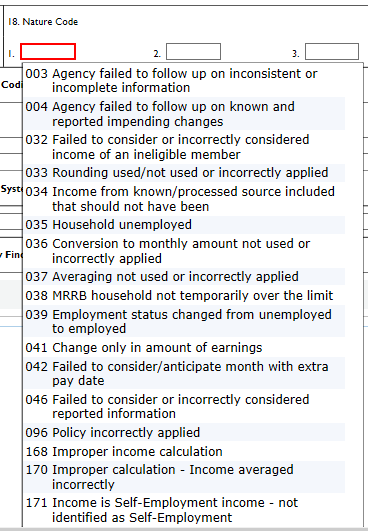 18. Nature Code
1.
2.
3.
003 Agency failed to follow up on inconsistent or
incomplete information
Codi
004 Agency failed to follow up on known and
reported impending changes
032 Failed to consider or incorrectly considered
income of an ineligible member
033 Rounding used/not used or incorrectly applied
Syst
034 Income from known/processed source included
that should not have been
035 Household unemployed
036 Conversion to monthly amount not used or
incorrectly applied
Fin
037 Averaging not used or incorrectly applied
038 MRRB household not temporarily over the limit
039 Employment status changed from unemployed
to employed
041 Change only in amount of earnings
042 Failed to consider/anticipate month with extra
pay date
046 Failed to consider or incorrectly considered
reported information
096 Policy incorrectly applied
168 Improper income calculation
170 Improper calculation - Income averaged
incorrectly
171 Income is Self-Employment income - not
identified as Self-Employment